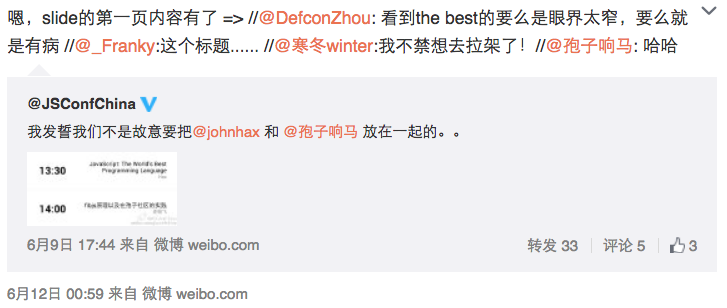 嗯，slide的第一页内容有了 => //@DefconZhou: 看到the best的要么是眼界太窄，要么就
是有病 //@_Franky:这个标题...... //@寒冬winter:我不禁想去拉架了！//@孢子响马: 哈哈
@JSConfChina
我发誓我们不是故意要把@johnhax 和 @孢子响马 放在一起的。。
13:30 JavaScript: The World's Best
Programming Language
14:00
6月9日 17:44 来自 微博 weibo.com 转发 33 评论 5 3
6月12日 00:59 来自 微博 weibo.com